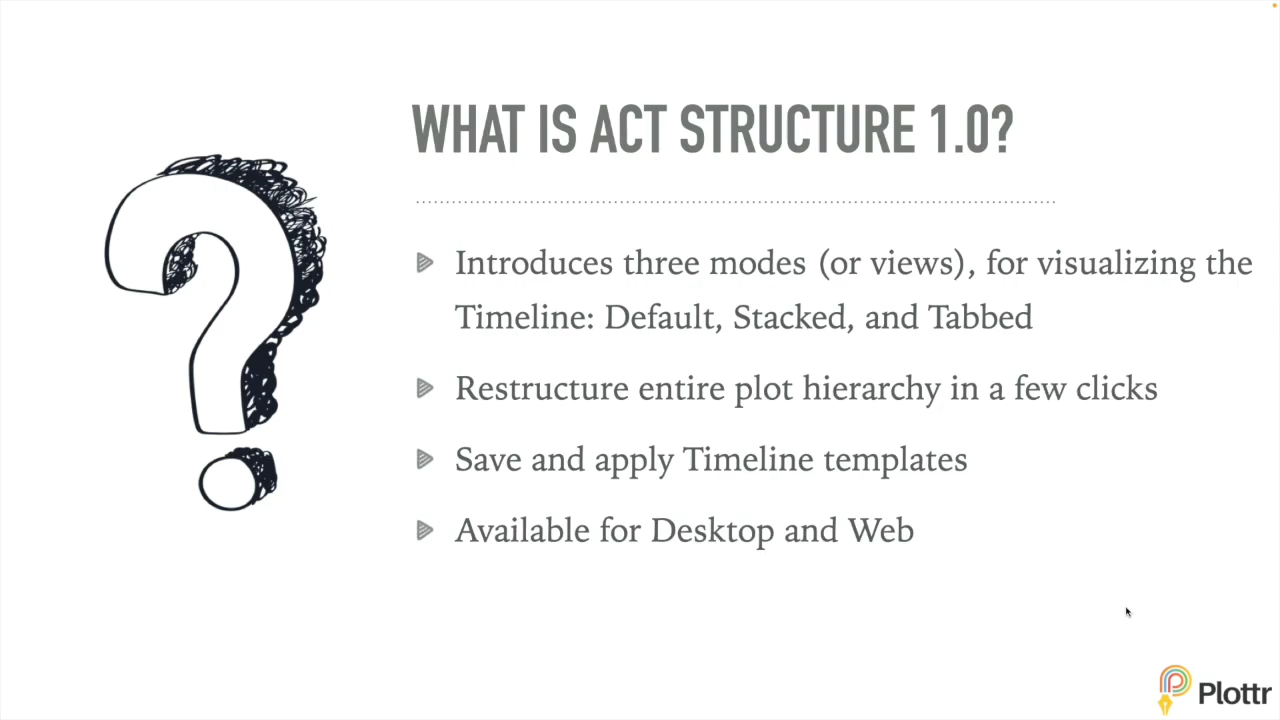 WHAT IS ACT STRUCTURE 1.0?
Introduces three modes (or views), for visualizing the
Timeline: Default, Stacked, and Tabbed
Restructure entire plot hierarchy in a few clicks
Save and apply Timeline templates
Available for Desktop and Web
Plottr